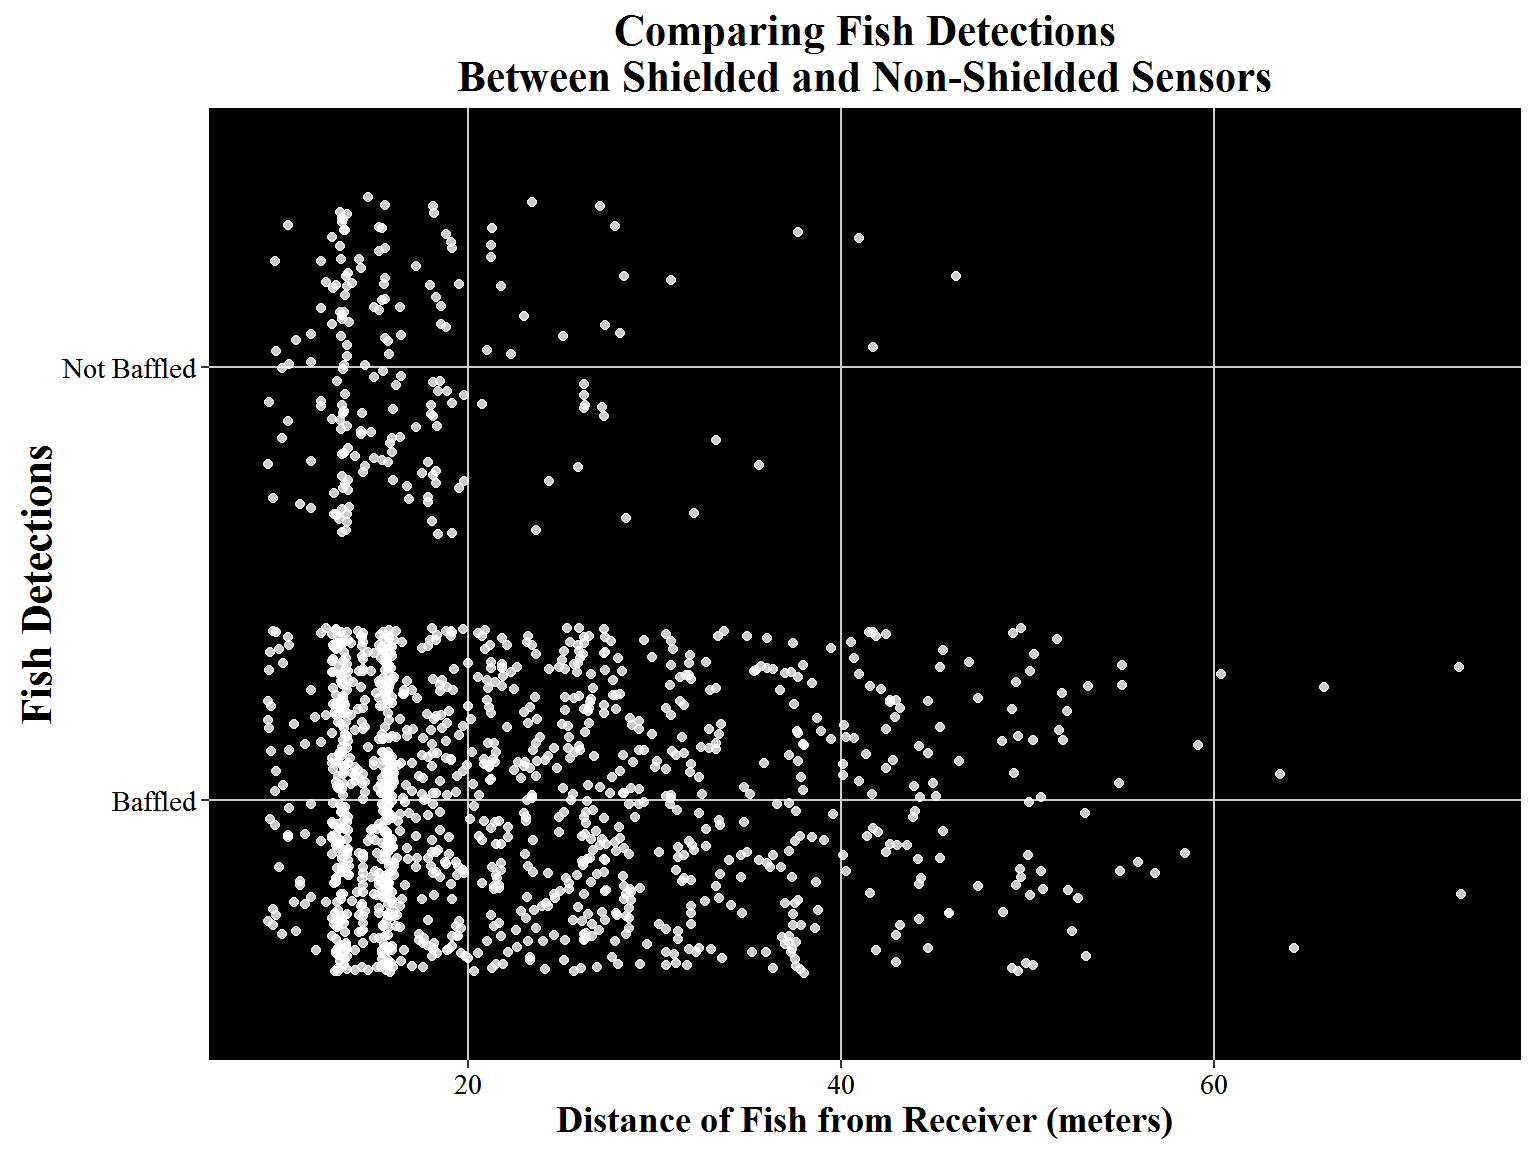 Comparing Fish Detections
Between Shielded and Non-Shielded Sensors
Fish Detections
Not Baffled
Baffled
20
40
60
Distance of Fish from Receiver (meters)